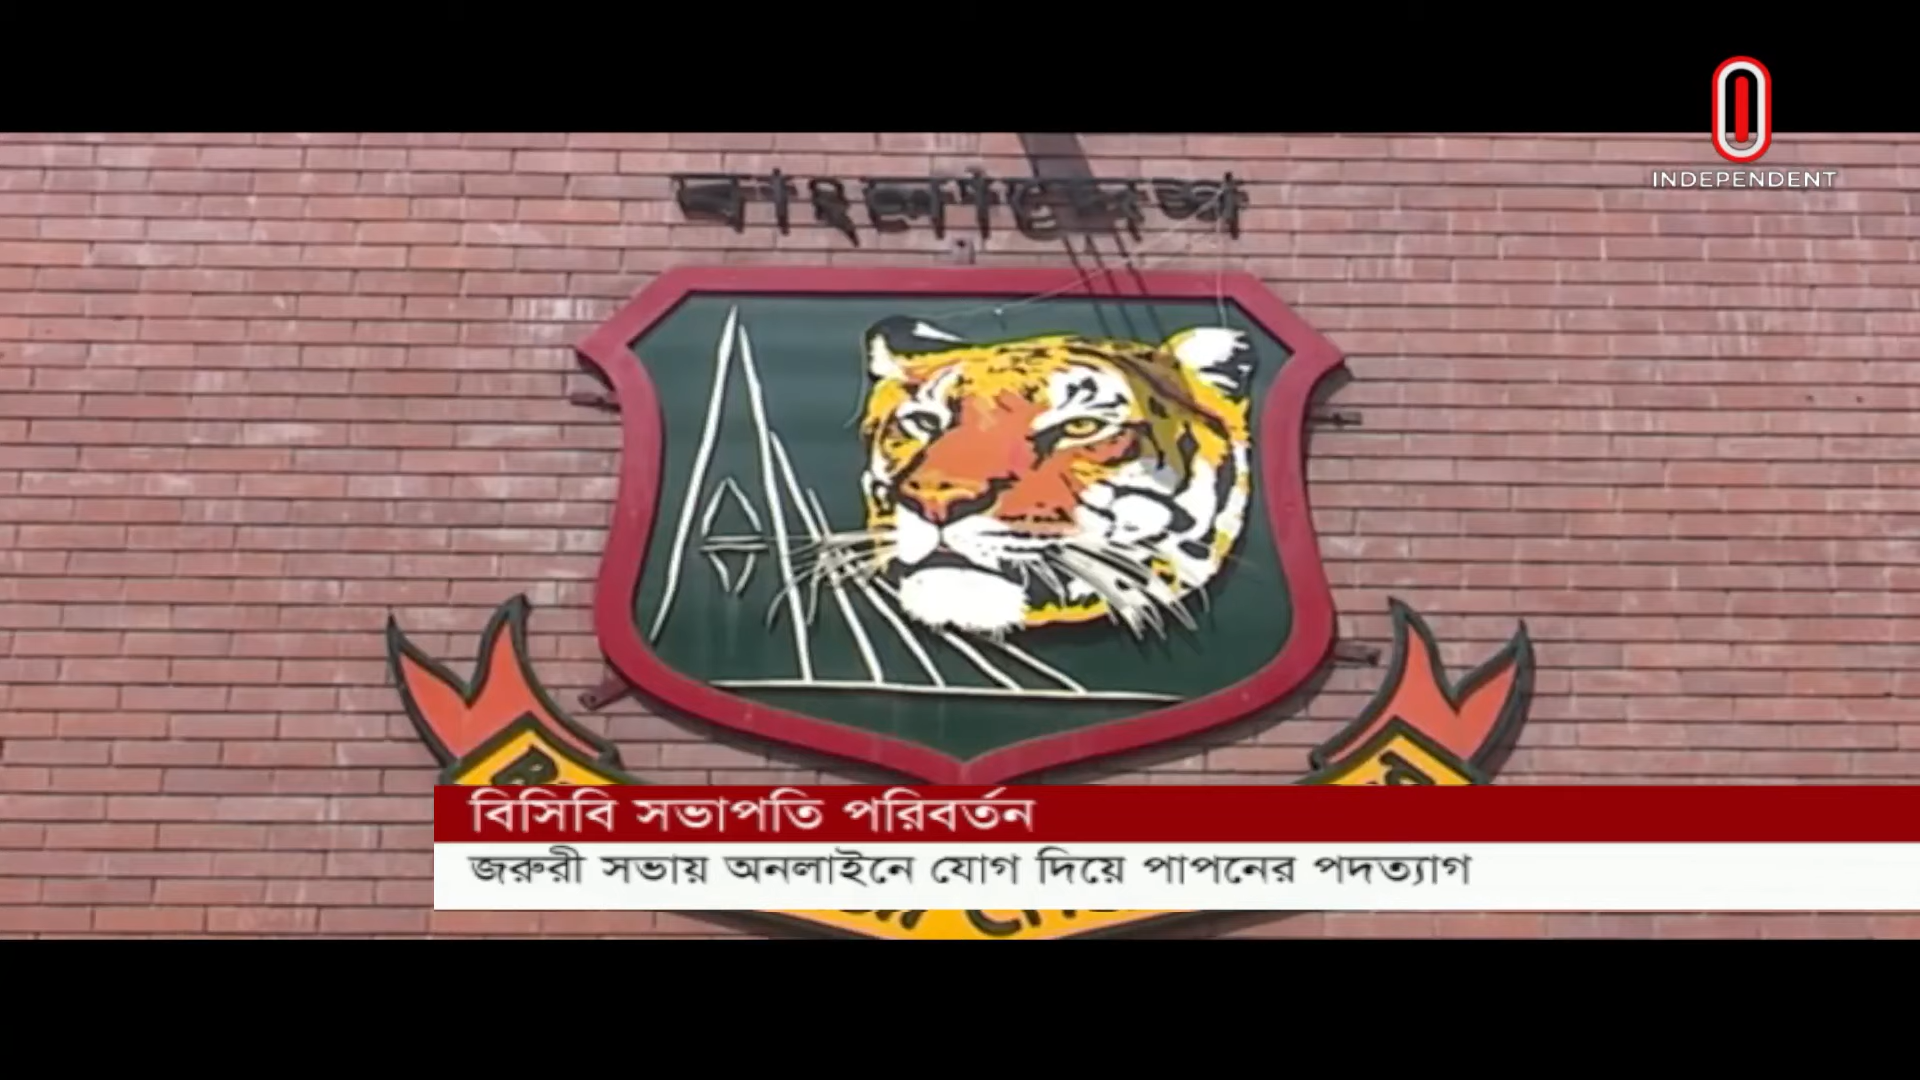 INDEPENDENT
বাংলাদেশ
বিসিবি সভাপতি পরিবর্তন
জরুরী সভায় অনলাইনে যোগ দিয়ে পাপনের পদত্যাগ